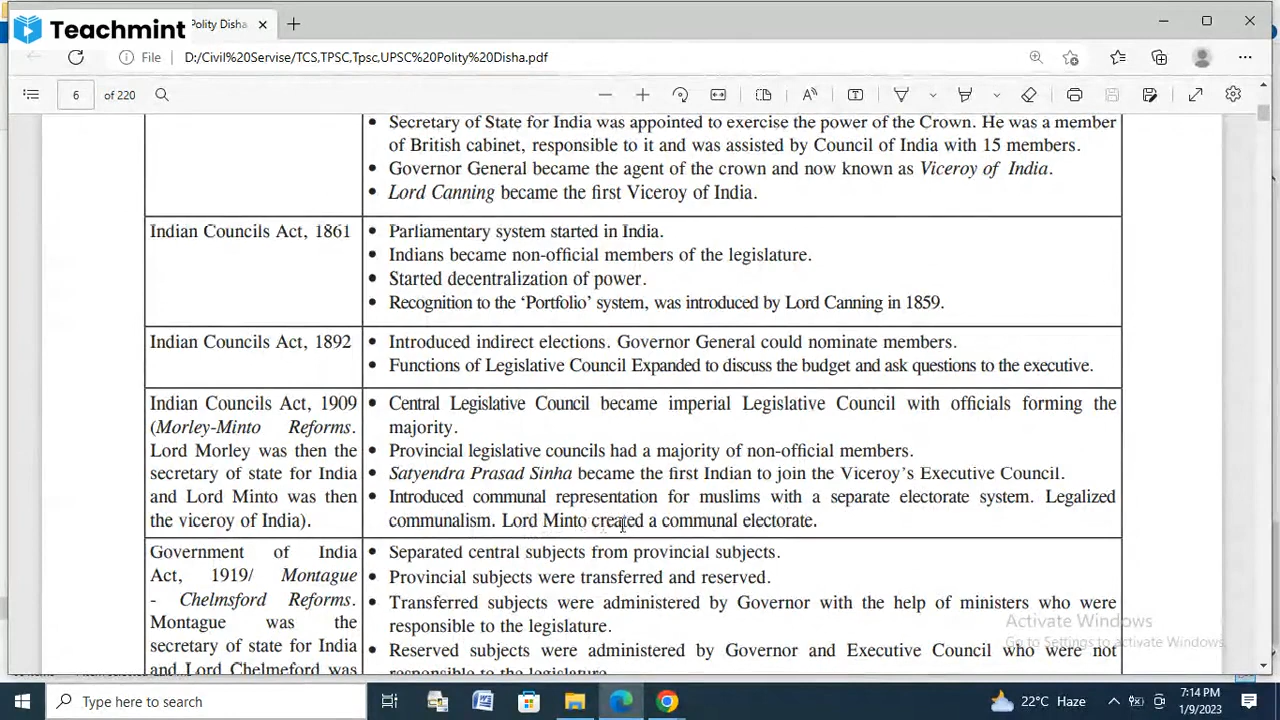 Teachmint
Polity Disha
File
D:/Civil%20Servise/TCS,TPSC,Tpsc,UPSC%20Polity%20Disha.pdf
6 of 220
• Secretary of State for India was appointed to exercise the power of the Crown. He was a member
of British cabinet, responsible to it and was assisted by Council of India with 15 members.
• Governor General became the agent of the crown and now known as Viceroy of India.
• Lord Canning became the first Viceroy of India.
Indian Councils Act, 1861
• Parliamentary system started in India.
• Indians became non-official members of the legislature.
• Started decentralization of power.
• Recognition to the ‘Portfolio’ system, was introduced by Lord Canning in 1859.
Indian Councils Act, 1892
• Introduced indirect elections. Governor General could nominate members.
• Functions of Legislative Council Expanded to discuss the budget and ask questions to the executive.
Indian Councils Act, 1909
(Morley-Minto Reforms.
Lord Morley was then the
secretary of state for India
and Lord Minto was then
the viceroy of India).
• Central Legislative Council became imperial Legislative Council with officials forming the
majority.
• Provincial legislative councils had a majority of non-official members.
• Satyendra Prasad Sinha became the first Indian to join the Viceroy’s Executive Council.
• Introduced communal representation for muslims with a separate electorate system. Legalized
communalism. Lord Minto created a communal electorate.
Government of India
Act, 1919/ Montague
- Chelmsford Reforms.
Montague was the
secretary of state for India
and Lord Chelmeford was
• Separated central subjects from provincial subjects.
• Provincial subjects were transferred and reserved.
• Transferred subjects were administered by Governor with the help of ministers who were
responsible to the legislature.
• Reserved subjects were administered by Governor and Executive Council who were not
responsible to the legislature.
Activate Windows
Go to Settings to activate Windows.
Type here to search
22°C Haze
7:14 PM
1/9/2023